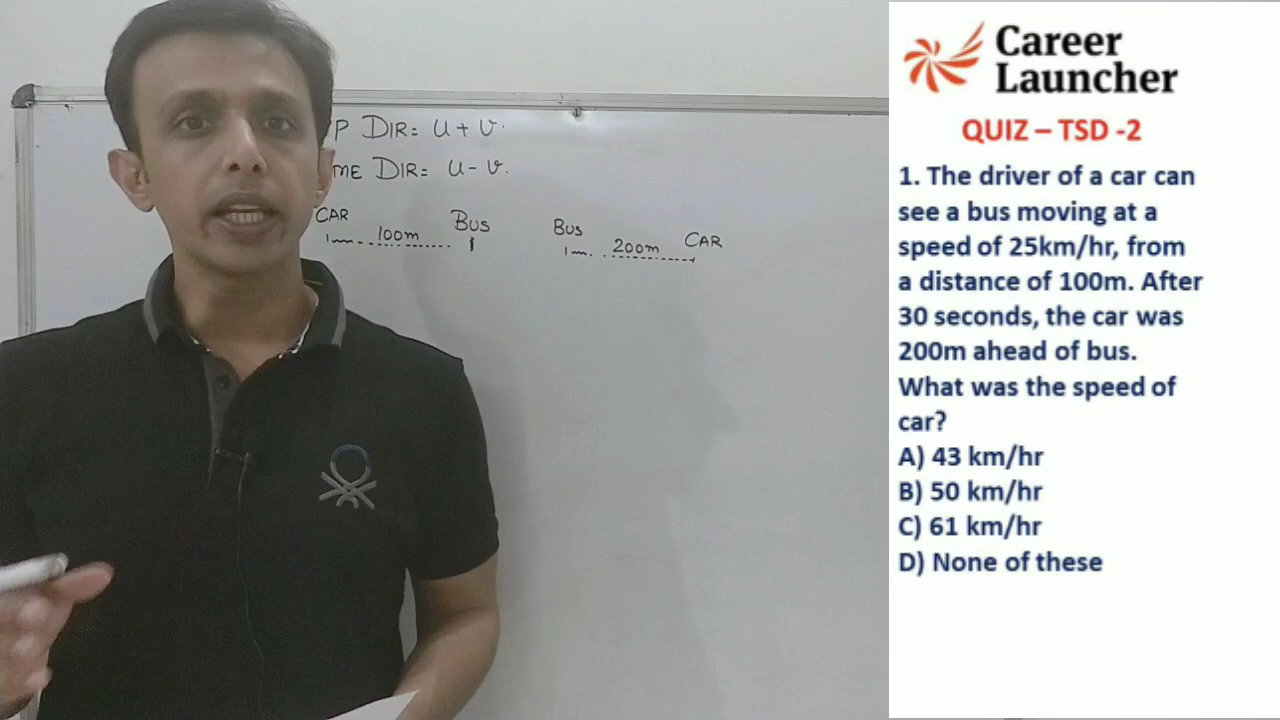 DIR = U + V.
DIR = U - V.
CAR
100m
BUS
BUS
200m
CAR
Career
Launcher
QUIZ – TSD -2
1. The driver of a car can
see a bus moving at a
speed of 25km/hr, from
a distance of 100m. After
30 seconds, the car was
200m ahead of bus.
What was the speed of
car?
A) 43 km/hr
B) 50 km/hr
C) 61 km/hr
D) None of these